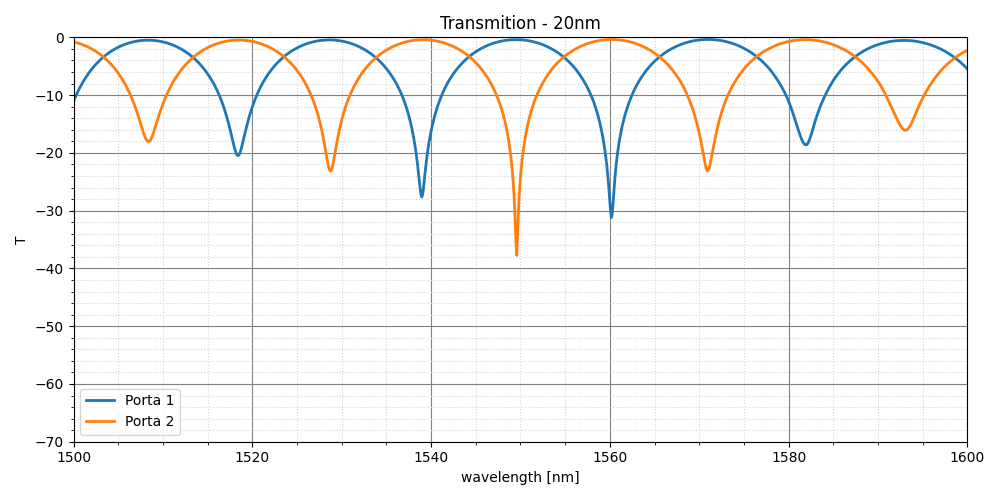 Transmition - 20nm
T
0
−10
−20
−30
−40
−50
−60
−70
Porta 1
Porta 2
1500 1520 1540 1560 1580 1600
wavelength [nm]